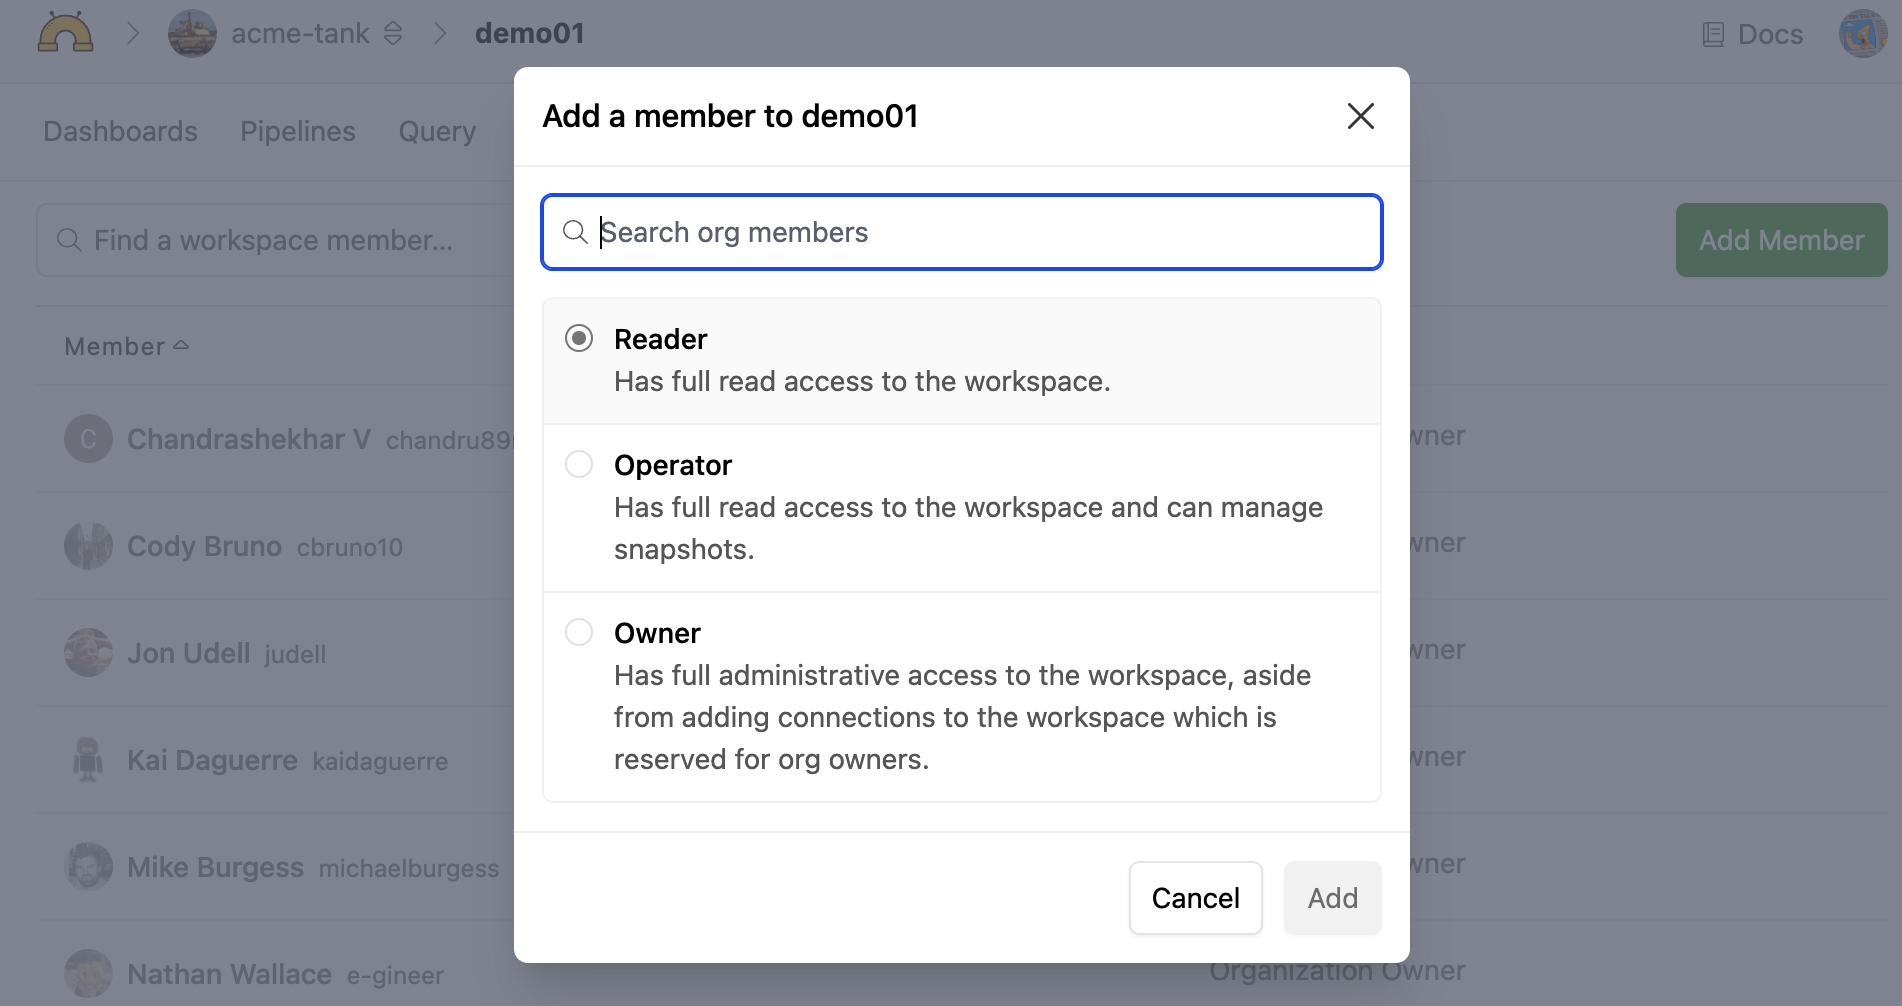 acme-tank
demo01
Docs
Dashboards Pipelines Query
Find a workspace member...
Add Member
Member
Chandrashekhar V
Cody Bruno cbruno10
Jon Udell judell
Kai Daguerre kaidaguerre
Mike Burgess michaelburgess
Nathan Wallace e-gineer
Organization Owner
C
Add a member to demo01
Search org members
Reader
Has full read access to the workspace.
Operator
Has full read access to the workspace and can manage
snapshots.
Owner
Has full administrative access to the workspace, aside
from adding connections to the workspace which is
reserved for org owners.
Cancel
Add